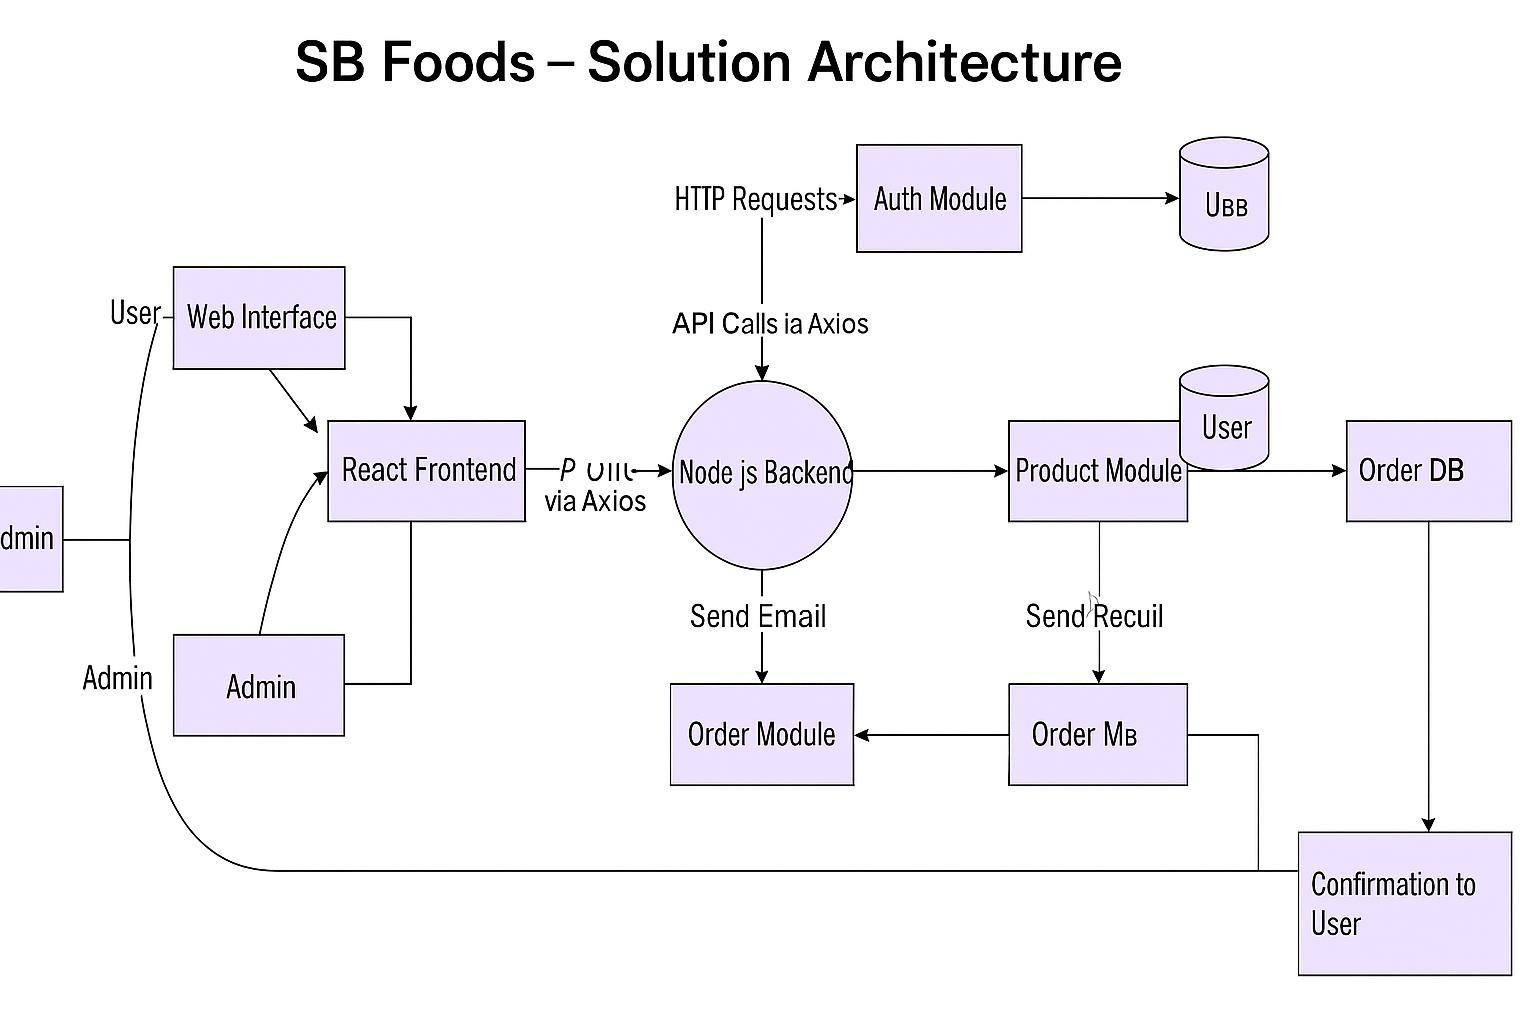 SB Foods – Solution Architecture
HTTP Requests
Auth Module
UBB
User
Web Interface
API Calls ia Axios
User
React Frontend
via Axios
Node js Backend
Product Module
Order DB
dmin
Send Email
Send Recuil
Admin
Admin
Order Module
Order MB
Confirmation to
User